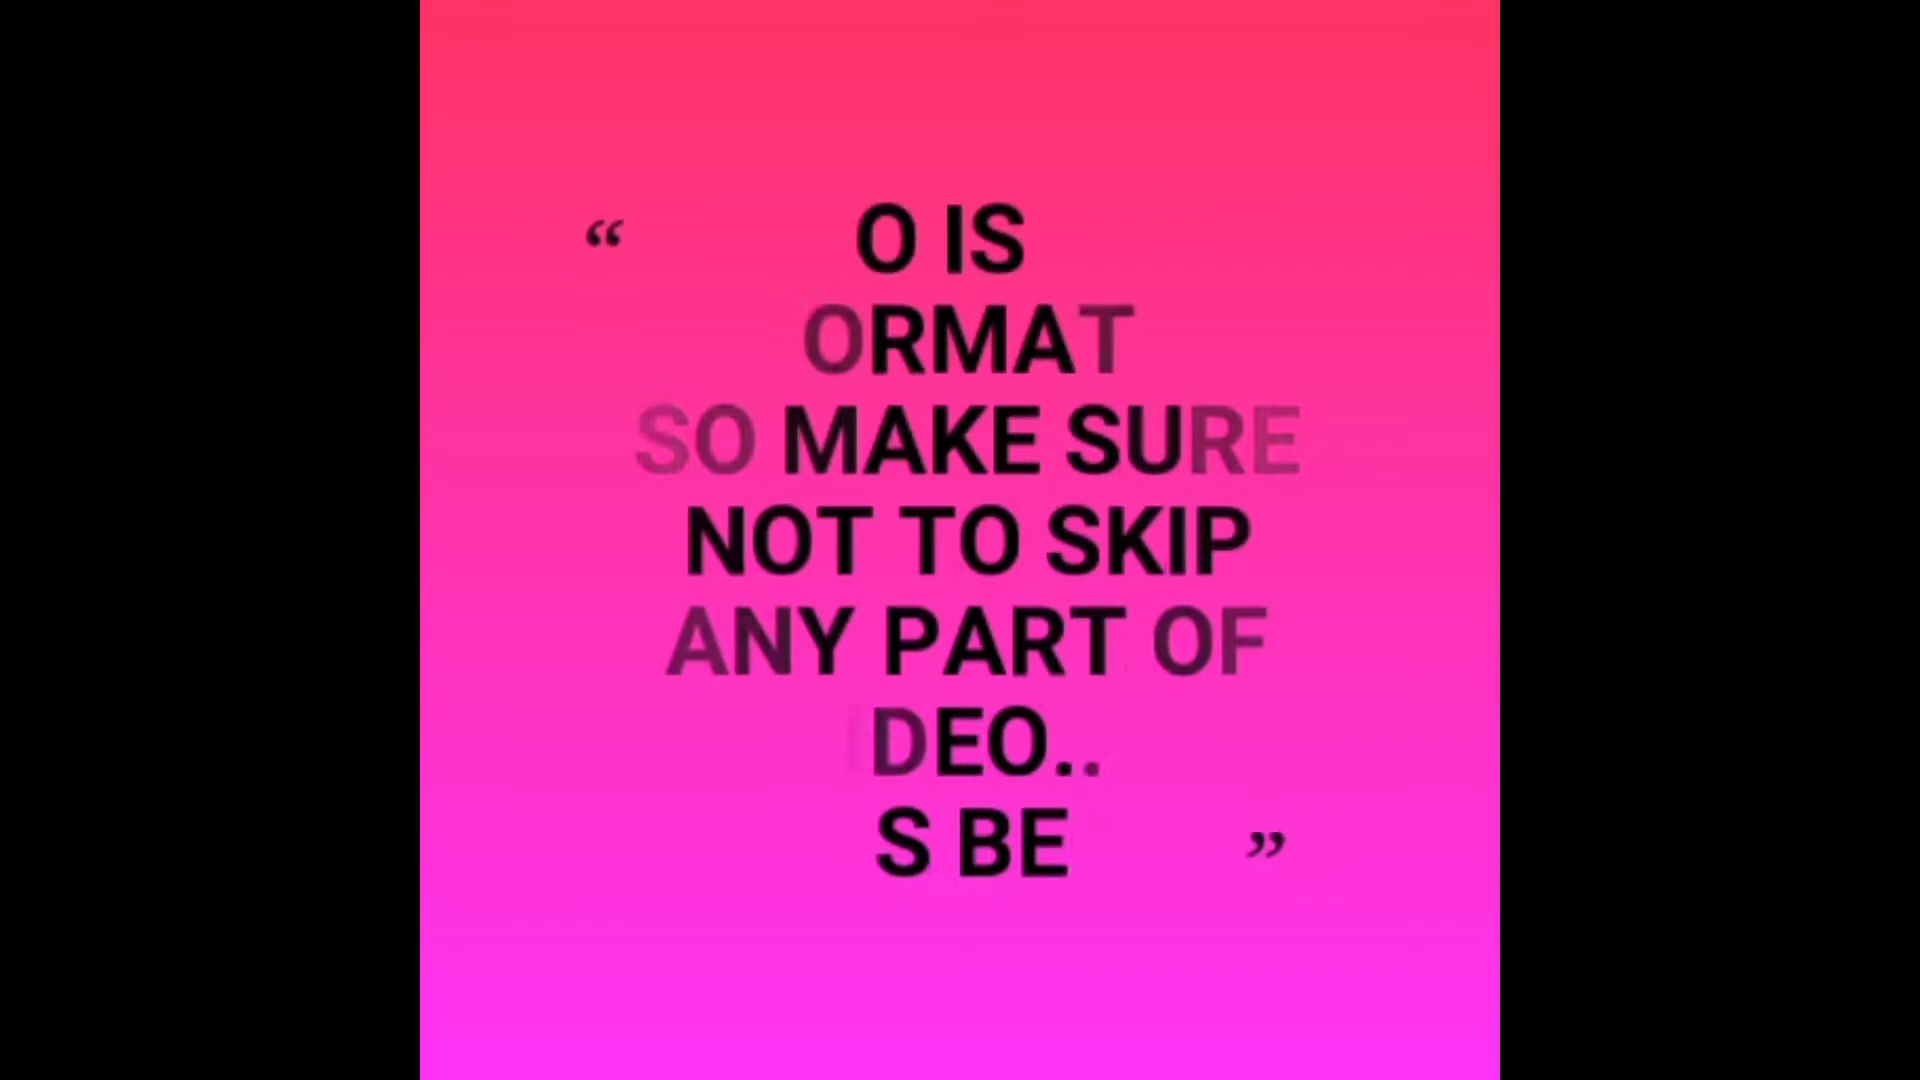 “ O IS
ORMAT
SO MAKE SURE
NOT TO SKIP
ANY PART OF
DEO..
S BE ”